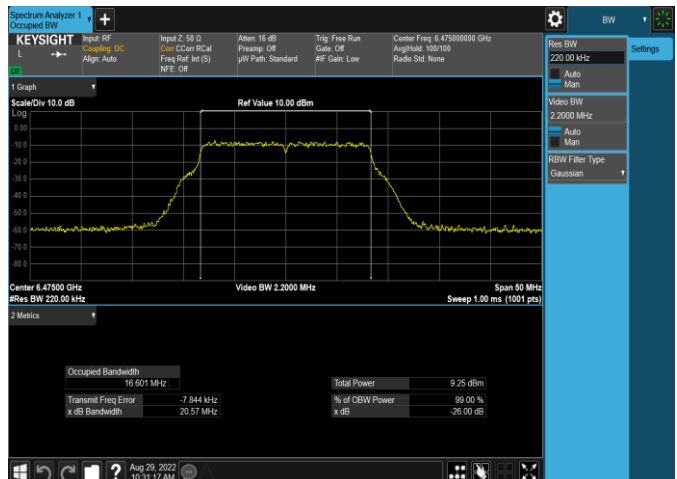 Spectrum Analyzer 1
Occupied BW
+
BW
KEYSIGHT
L
Input: RF
Coupling: DC
Align: Auto
Input Z: 50 Ω
Corr CCorr RCal
Freq Ref: Int (S)
NFE: Off
Atten: 16 dB
Preamp: Off
µW Path: Standard
Trig: Free Run
Gate: Off
#IF Gain: Low
Center Freq: 6.475000000 GHz
Avg|Hold: 100/100
Radio Std: None
Res BW
220.00 kHz
Auto
Man
Video BW
2.2000 MHz
Auto
Man
RBW Filter Type
Gaussian
Settings
1 Graph
Scale/Div 10.0 dB
Ref Value 10.00 dBm
Log
0.00
-10.0
-20.0
-30.0
-40.0
-50.0
-60.0
-70.0
-80.0
Center 6.47500 GHz
Video BW 2.2000 MHz
Span 50 MHz
#Res BW 220.00 kHz
Sweep 1.00 ms (1001 pts)
2 Metrics
Occupied Bandwidth
16.601 MHz
Total Power 9.25 dBm
Transmit Freq Error -7.844 kHz
% of OBW Power 99.00 %
x dB Bandwidth 20.57 MHz
x dB -26.00 dB
?
Aug 29, 2022
10:31:17 AM